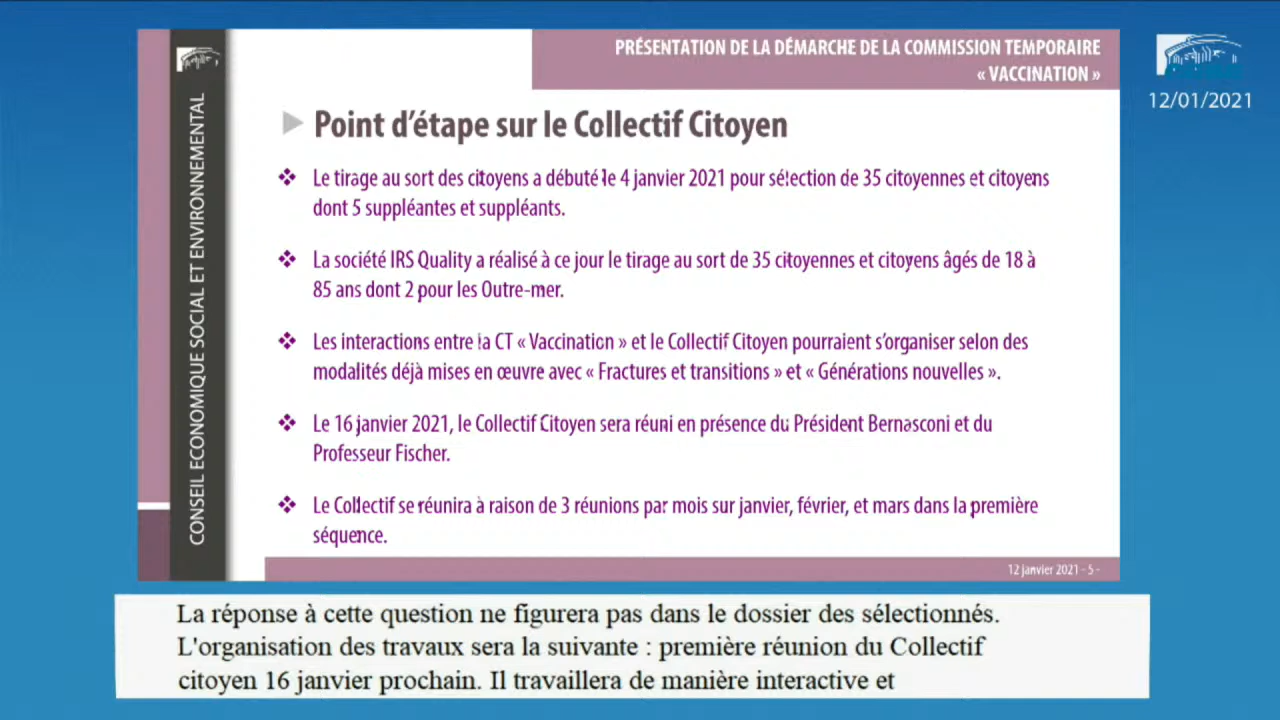 PRÉSENTATION DE LA DÉMARCHE DE LA COMMISSION TEMPORAIRE
« VACCINATION »
12/01/2021
CONSEIL ECONOMIQUE SOCIAL ET ENVIRONNEMENTAL
Point d'étape sur le Collectif Citoyen
❖ Le tirage au sort des citoyens a débuté le 4 janvier 2021 pour sélection de 35 citoyennes et citoyens
dont 5 suppléantes et suppléants.
❖ La société IRS Quality a réalisé à ce jour le tirage au sort de 35 citoyennes et citoyens âgés de 18 à
85 ans dont 2 pour les Outre-mer.
❖ Les interactions entre la CT « Vaccination » et le Collectif Citoyen pourraient s'organiser selon des
modalités déjà mises en œuvre avec « Fractures et transitions » et « Générations nouvelles ».
❖ Le 16 janvier 2021, le Collectif Citoyen sera réuni en présence du Président Bernasconi et du
Professeur Fischer.
❖ Le Collectif se réunira à raison de 3 réunions par mois sur janvier, février, et mars dans la première
séquence.
12 janvier 2021 - 5 -
La réponse à cette question ne figurera pas dans le dossier des sélectionnés.
L'organisation des travaux sera la suivante : première réunion du Collectif
citoyen 16 janvier prochain. Il travaillera de manière interactive et